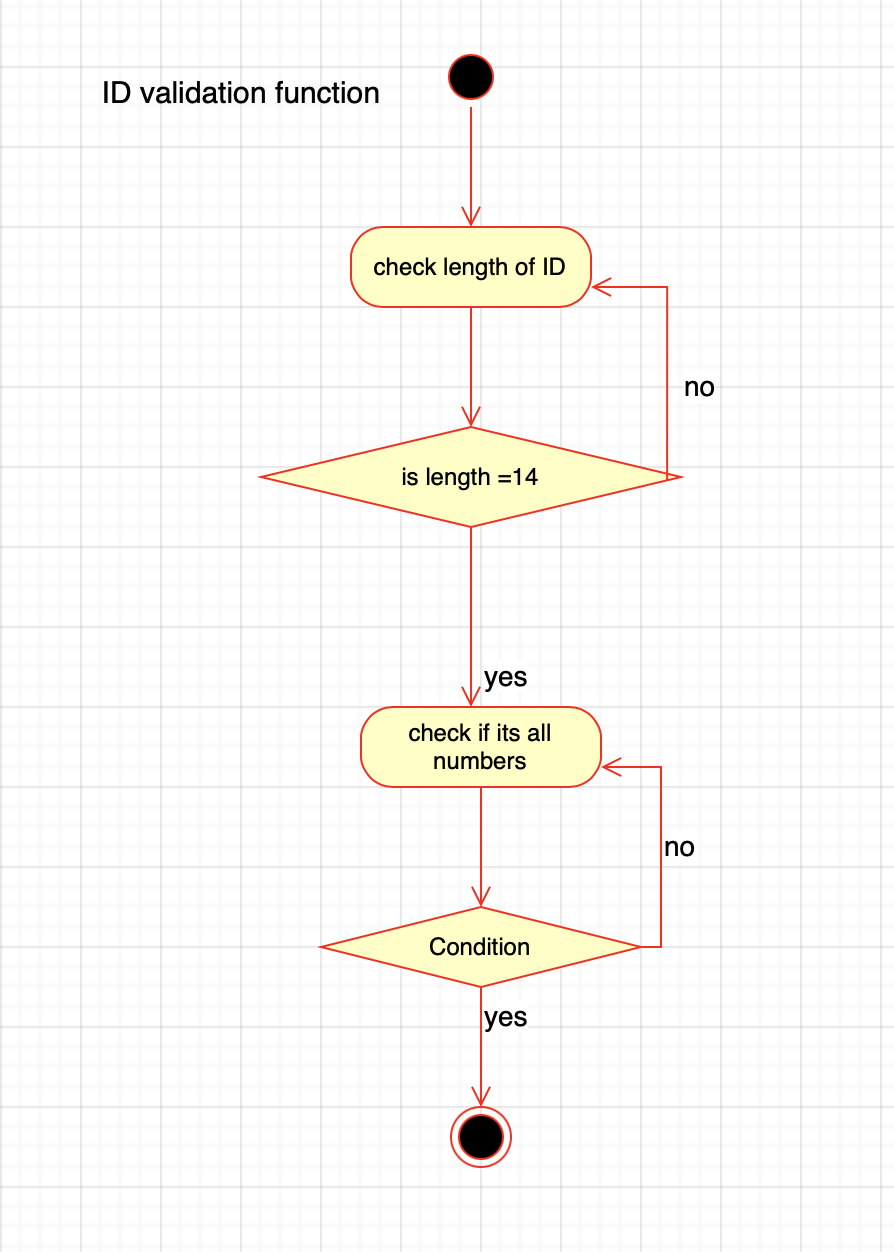 ID validation function
check length of ID
no
is length =14
yes
check if its all
numbers
no
Condition
yes